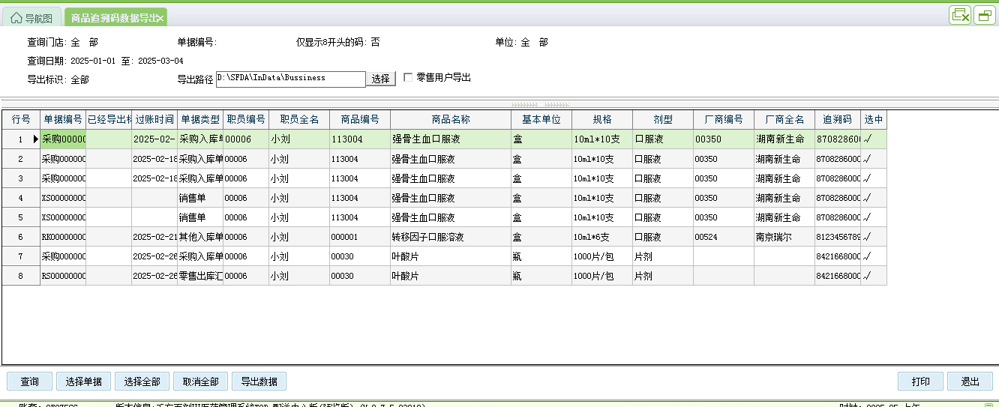 导航图 商品追溯码数据导出
查询门店: 全 部 单据编号: 仅显示8开头的码: 否 单位: 全 部
查询日期: 2025-01-01 至: 2025-03-04
导出标识: 全部 导出路径 D:\SFDA\InData\Bussiness 选择 零售用户导出
行号 单据编号 已经导出标 过账时间 单据类型 职员编号 职员全名 商品编号 商品名称 基本单位 规格 剂型 厂商编号 厂商全名 追溯码 选中
1 采购00000 2025-02- 采购入库单 00006 小刘 113004 强骨生血口服液 盒 10ml*10支 口服液 00350 湖南新生命 87082860 √
2 采购00000 2025-02-18 采购入库单 00006 小刘 113004 强骨生血口服液 盒 10ml*10支 口服液 00350 湖南新生命 8708286000 √
3 采购00000 2025-02-18 采购入库单 00006 小刘 113004 强骨生血口服液 盒 10ml*10支 口服液 00350 湖南新生命 8708286000 √
4 XS0000000 销售单 00006 小刘 113004 强骨生血口服液 盒 10ml*10支 口服液 00350 湖南新生命 8708286000 √
5 XS0000000 销售单 00006 小刘 113004 强骨生血口服液 盒 10ml*10支 口服液 00350 湖南新生命 8708286000 √
6 RK0000000 2025-02-21 其他入库单 00006 小刘 000001 转移因子口服溶液 盒 10ml*6支 口服液 00524 南京瑞尔 8123456789 √
7 采购00000 2025-02-26 采购入库单 00006 小刘 00030 叶酸片 瓶 1000片/包 片剂 8421668000 √
8 RS0000000 2025-02-26 零售出库汇 00006 小刘 00030 叶酸片 瓶 1000片/包 片剂 8421668000 √
查询 选择单据 选择全部 取消全部 导出数据 打印 退出